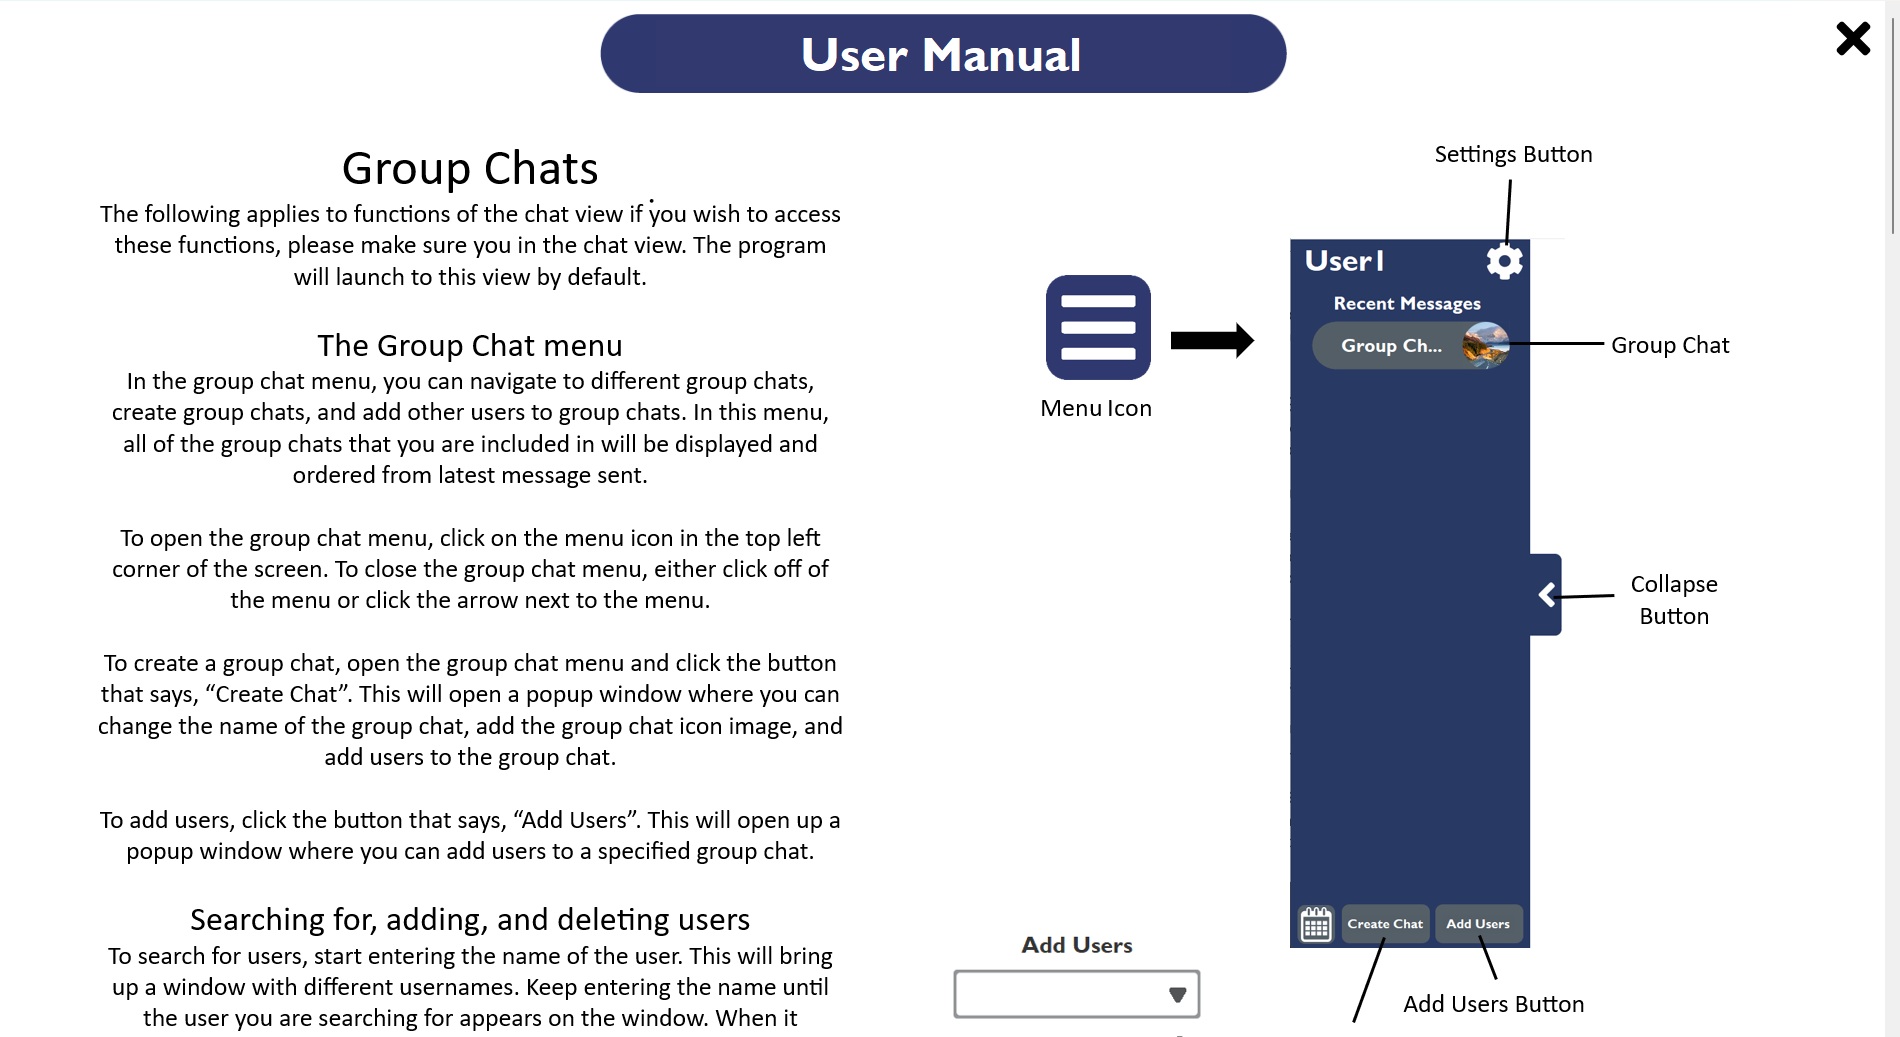 User Manual
Group Chats
The following applies to functions of the chat view if you wish to access
these functions, please make sure you in the chat view. The program
will launch to this view by default.
The Group Chat menu
In the group chat menu, you can navigate to different group chats,
create group chats, and add other users to group chats. In this menu,
all of the group chats that you are included in will be displayed and
ordered from latest message sent.
To open the group chat menu, click on the menu icon in the top left
corner of the screen. To close the group chat menu, either click off of
the menu or click the arrow next to the menu.
To create a group chat, open the group chat menu and click the button
that says, “Create Chat”. This will open a popup window where you can
change the name of the group chat, add the group chat icon image, and
add users to the group chat.
To add users, click the button that says, “Add Users”. This will open up a
popup window where you can add users to a specified group chat.
Searching for, adding, and deleting users
To search for users, start entering the name of the user. This will bring
up a window with different usernames. Keep entering the name until
the user you are searching for appears on the window. When it
Settings Button
User1
Recent Messages
Group Ch...
Group Chat
Menu Icon
Collapse
Button
Create Chat
Add Users
Add Users
Add Users Button